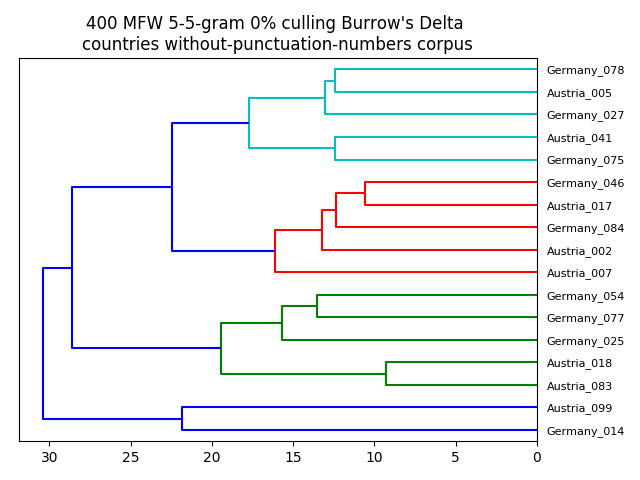 400 MFW 5-5-gram 0% culling Burrow's Delta
countries without-punctuation-numbers corpus
Germany_078
Austria_005
Germany_027
Austria_041
Germany_075
Germany_046
Austria_017
Germany_084
Austria_002
Austria_007
Germany_054
Germany_077
Germany_025
Austria_018
Austria_083
Austria_099
Germany_014
30 25 20 15 10 5 0